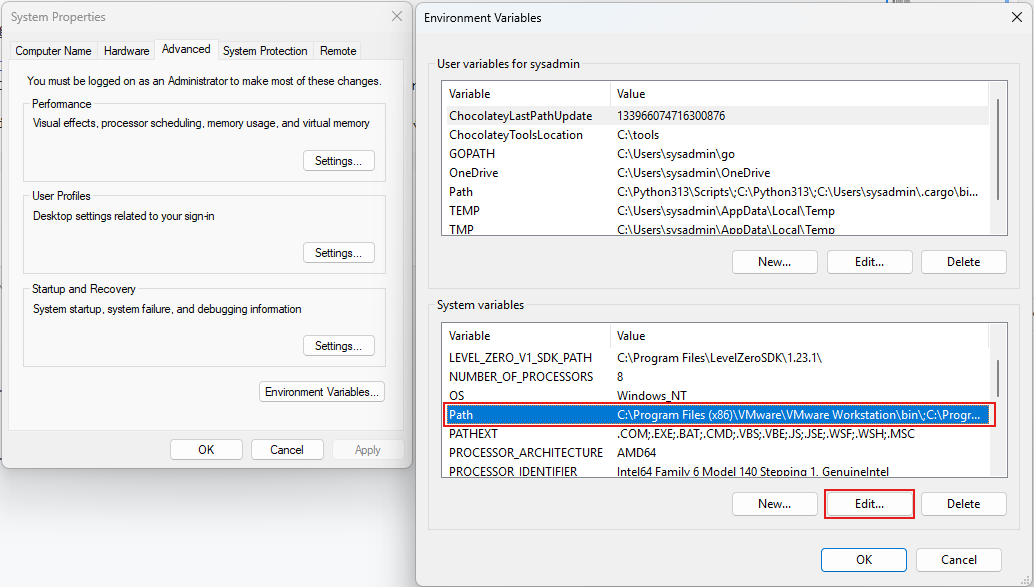 System Properties
Computer Name Hardware Advanced System Protection Remote
You must be logged on as an Administrator to make most of these changes.
Performance
Visual effects, processor scheduling, memory usage, and virtual memory
Settings...
User Profiles
Desktop settings related to your sign-in
Settings...
Startup and Recovery
System startup, system failure, and debugging information
Settings...
Environment Variables...
OK Cancel Apply
Environment Variables
User variables for sysadmin
Variable Value
ChocolateyLastPathUpdate 133966074716300876
ChocolateyToolsLocation C:\tools
GOPATH C:\Users\sysadmin\go
OneDrive C:\Users\sysadmin\OneDrive
Path C:\Python313\Scripts\;C:\Python313\;C:\Users\sysadmin\.cargo\bi...
TEMP C:\Users\sysadmin\AppData\Local\Temp
TMP C:\Users\sysadmin\AppData\Local\Temp
New... Edit... Delete
System variables
Variable Value
LEVEL_ZERO_V1_SDK_PATH C:\Program Files\LevelZeroSDK\1.23.1\
NUMBER_OF_PROCESSORS 8
OS Windows_NT
Path C:\Program Files (x86)\VMware\VMware Workstation\bin\;C:\Progr...
PATHEXT .COM;.EXE;.BAT;.CMD;.VBS;.VBE;.JS;.JSE;.WSF;.WSH;.MSC
PROCESSOR_ARCHITECTURE AMD64
PROCESSOR_IDENTIFIER Intel64 Family 6 Model 140 Stepping 1, GenuineIntel
New... Edit... Delete
OK Cancel